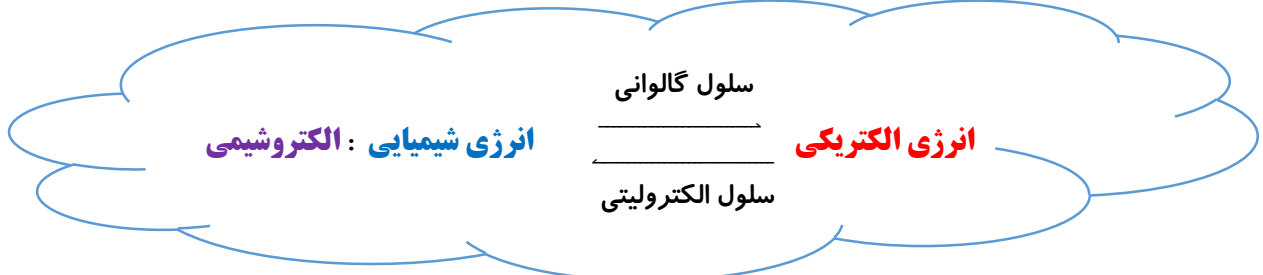 سلول گالوانی
الکتروشیمی : انرژی شیمیایی انرژی الکتریکی
سلول الکترولیتی